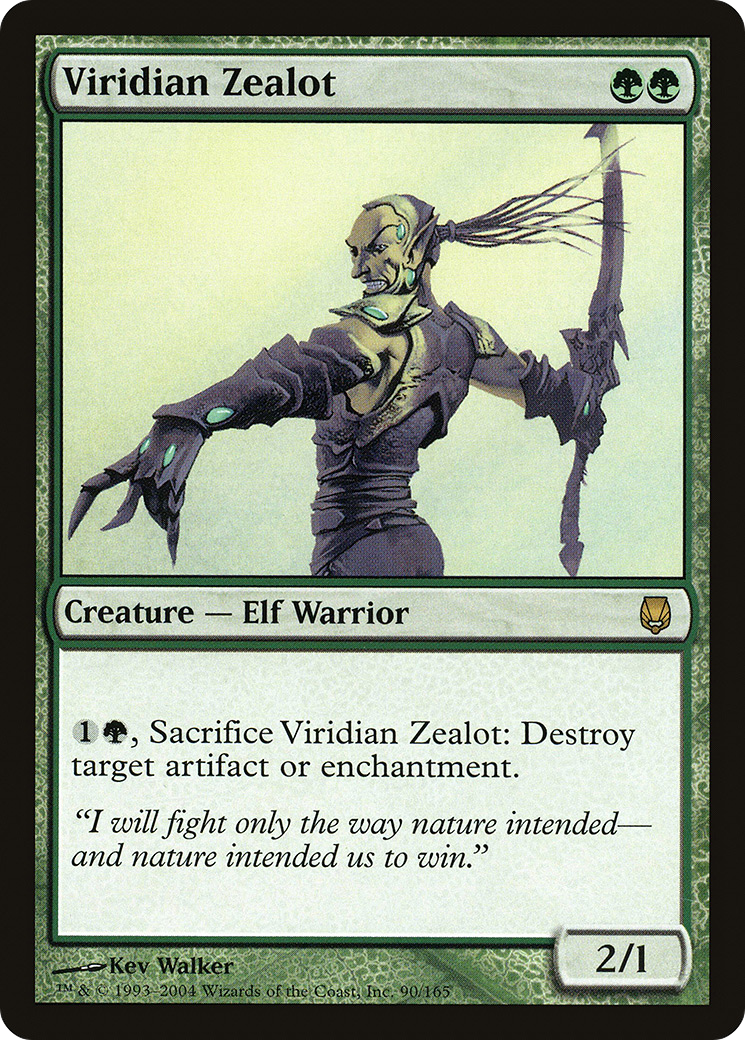 Viridian Zealot
Creature — Elf Warrior
1, Sacrifice Viridian Zealot: Destroy
target artifact or enchantment.
“I will fight only the way nature intended—
and nature intended us to win.”
2/1
Kev Walker
™ & © 1993–2004 Wizards of the Coast, Inc. 90/165